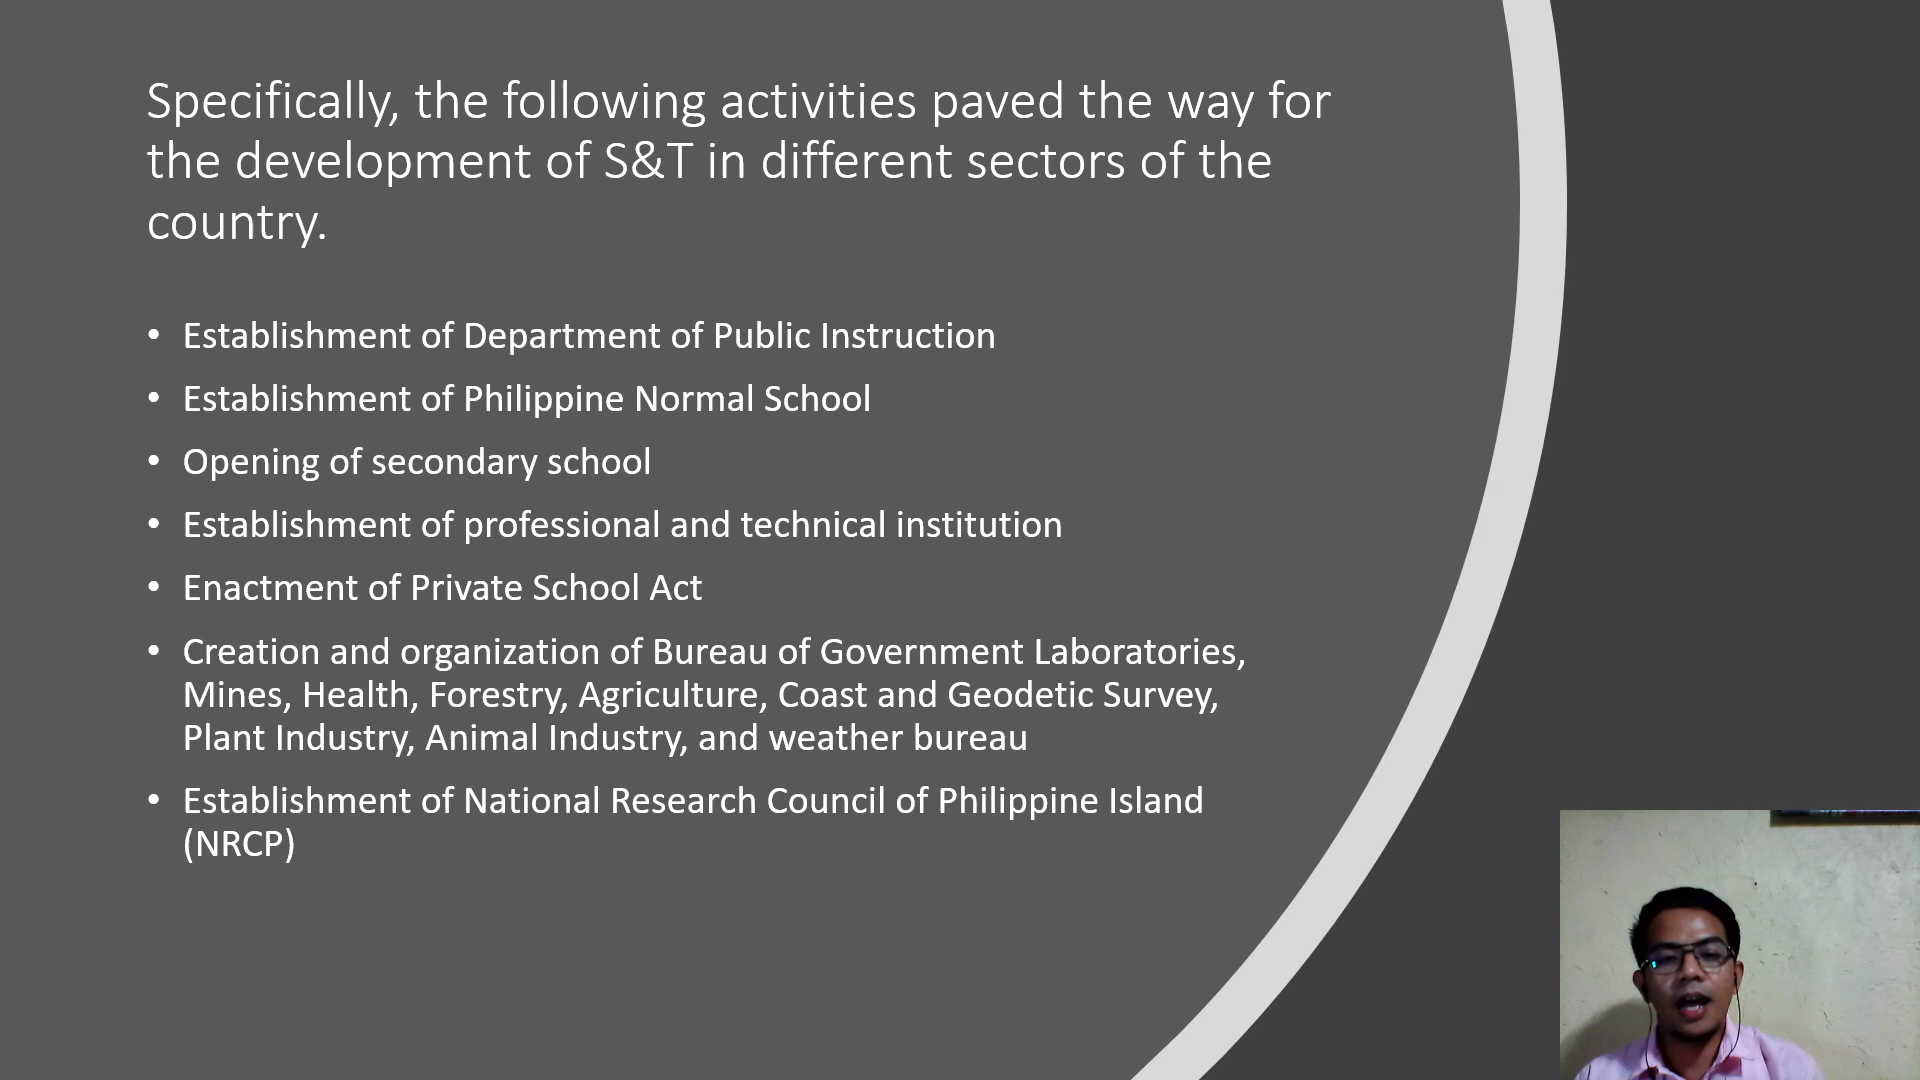 Specifically, the following activities paved the way for
the development of S&T in different sectors of the
country.
• Establishment of Department of Public Instruction
• Establishment of Philippine Normal School
• Opening of secondary school
• Establishment of professional and technical institution
• Enactment of Private School Act
• Creation and organization of Bureau of Government Laboratories,
Mines, Health, Forestry, Agriculture, Coast and Geodetic Survey,
Plant Industry, Animal Industry, and weather bureau
• Establishment of National Research Council of Philippine Island
(NRCP)